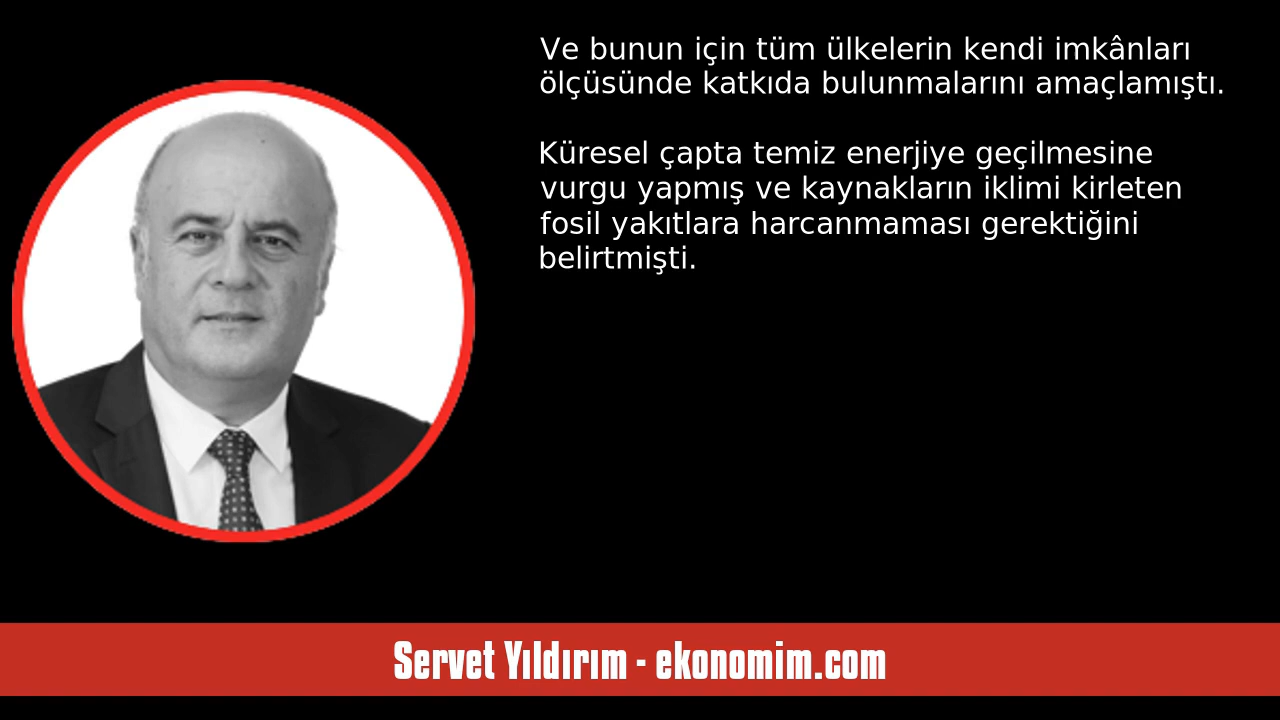 Ve bunun için tüm ülkelerin kendi imkânları
ölçüsünde katkıda bulunmalarını amaçlamıştı.
Küresel çapta temiz enerjiye geçilmesine
vurgu yapmış ve kaynakların iklimi kirleten
fosil yakıtlara harcanmaması gerektiğini
belirtmişti.
Servet Yıldırım - ekonomim.com